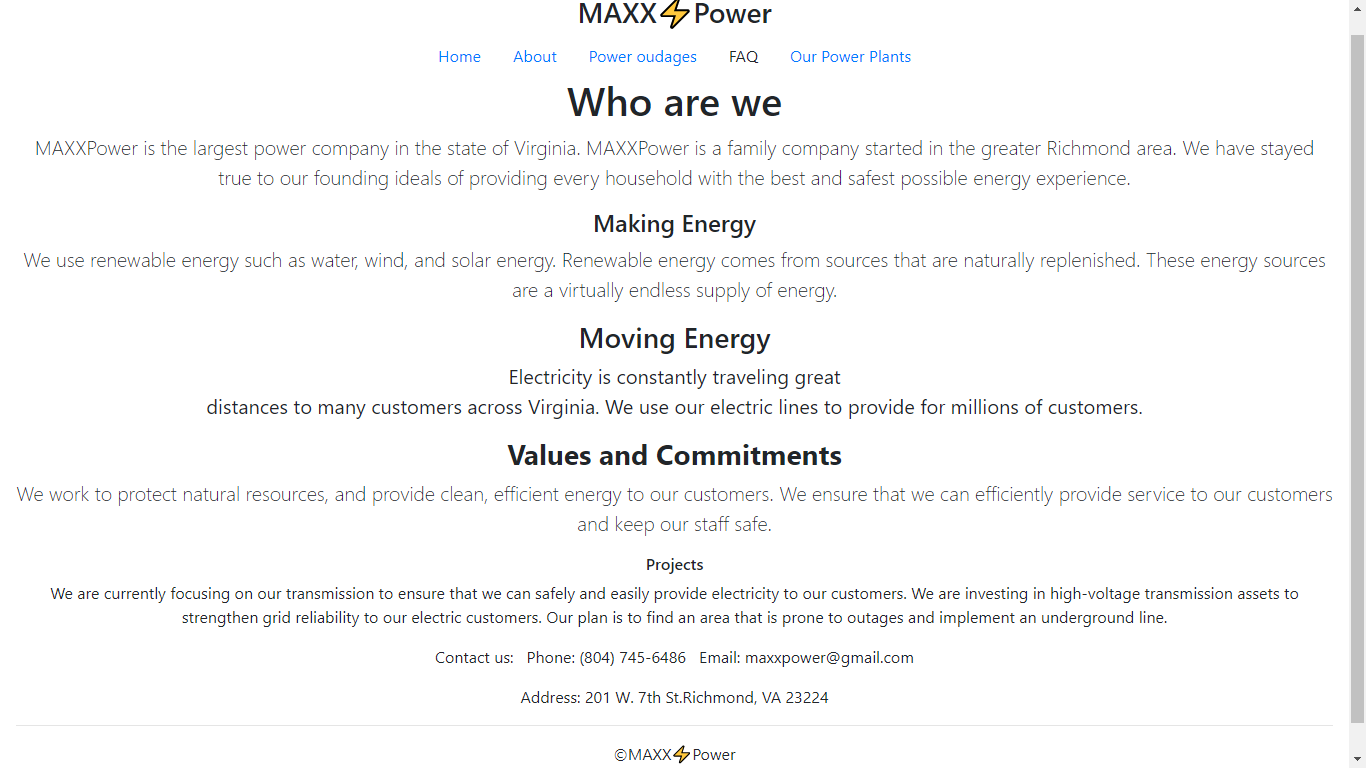 MAXX⚡Power
Home About Power oudages FAQ Our Power Plants
Who are we
MAXXPower is the largest power company in the state of Virginia. MAXXPower is a family company started in the greater Richmond area. We have stayed
true to our founding ideals of providing every household with the best and safest possible energy experience.
Making Energy
We use renewable energy such as water, wind, and solar energy. Renewable energy comes from sources that are naturally replenished. These energy sources
are a virtually endless supply of energy.
Moving Energy
Electricity is constantly traveling great
distances to many customers across Virginia. We use our electric lines to provide for millions of customers.
Values and Commitments
We work to protect natural resources, and provide clean, efficient energy to our customers. We ensure that we can efficiently provide service to our customers
and keep our staff safe.
Projects
We are currently focusing on our transmission to ensure that we can safely and easily provide electricity to our customers. We are investing in high-voltage transmission assets to
strengthen grid reliability to our electric customers. Our plan is to find an area that is prone to outages and implement an underground line.
Contact us: Phone: (804) 745-6486 Email: maxxpower@gmail.com
Address: 201 W. 7th St.Richmond, VA 23224
©MAXX⚡Power